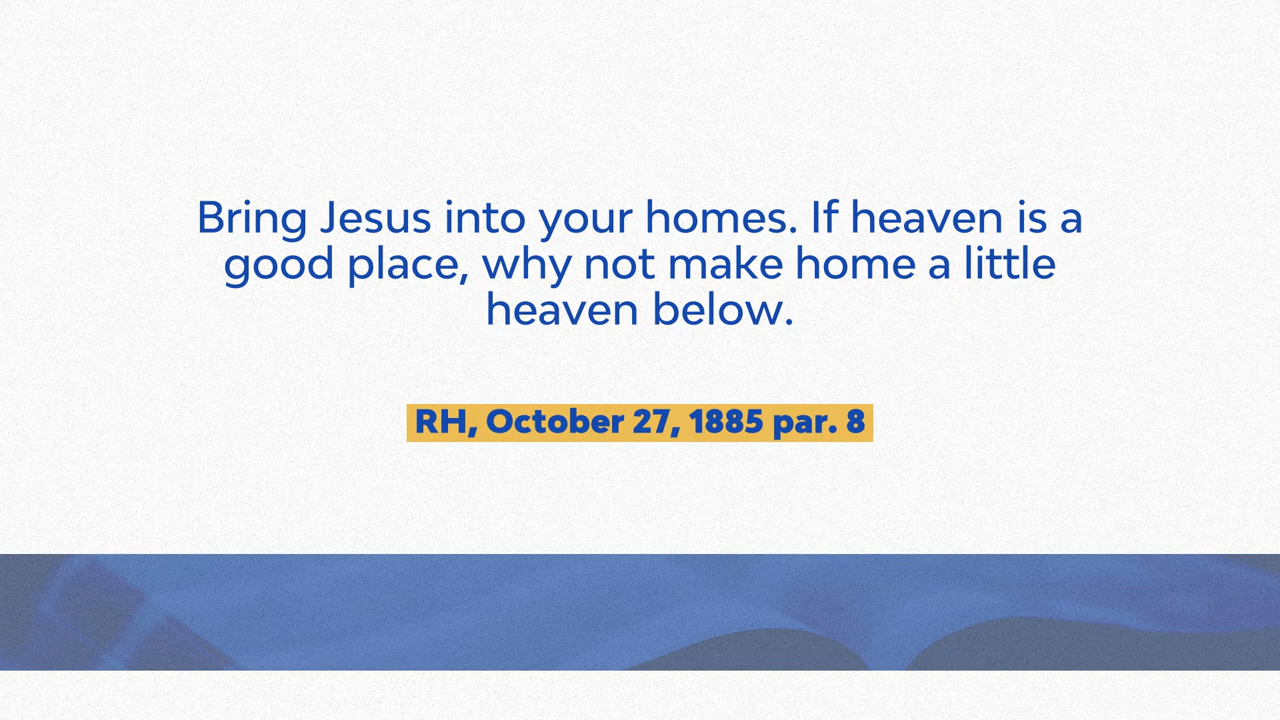 Bring Jesus into your homes. If heaven is a
good place, why not make home a little
heaven below.
RH, October 27, 1885 par. 8